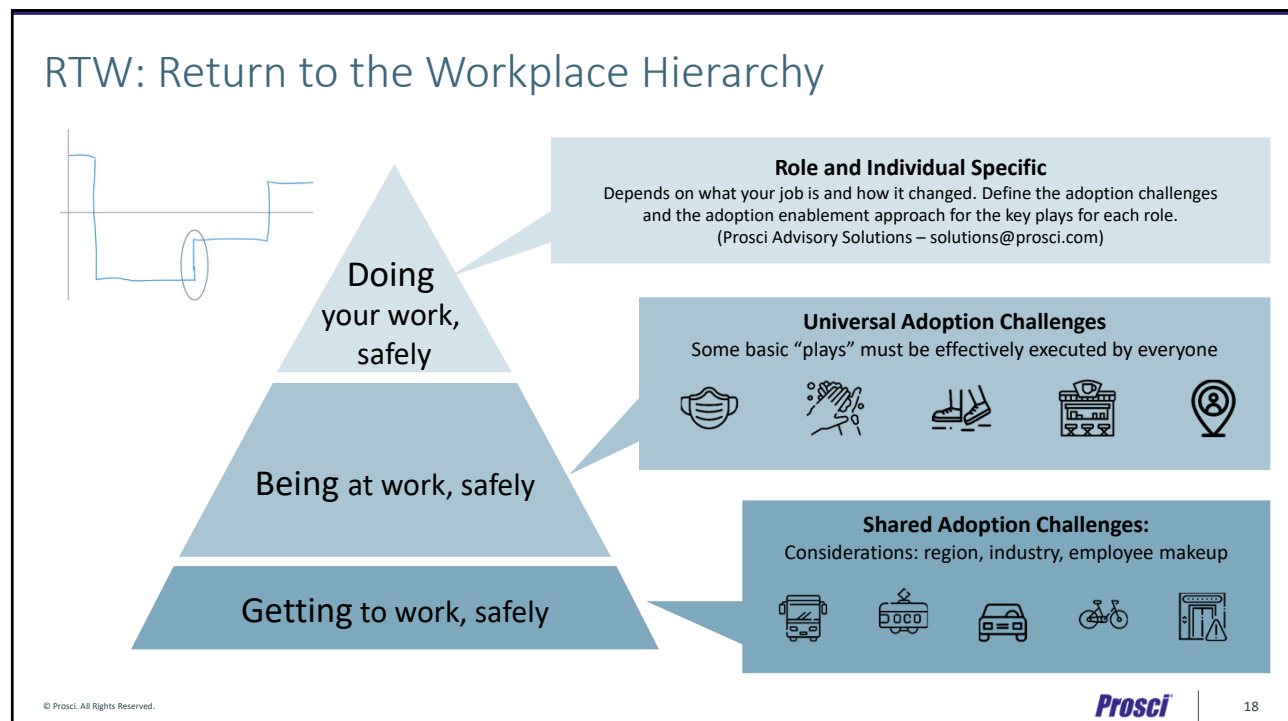 RTW: Return to the Workplace Hierarchy
Doing
your work,
safely
Being at work, safely
Getting to work, safely
Role and Individual Specific
Depends on what your job is and how it changed. Define the adoption challenges
and the adoption enablement approach for the key plays for each role.
(Prosci Advisory Solutions – solutions@prosci.com)
Universal Adoption Challenges
Some basic “plays” must be effectively executed by everyone
Shared Adoption Challenges:
Considerations: region, industry, employee makeup
© Prosci. All Rights Reserved.
Prosci
18